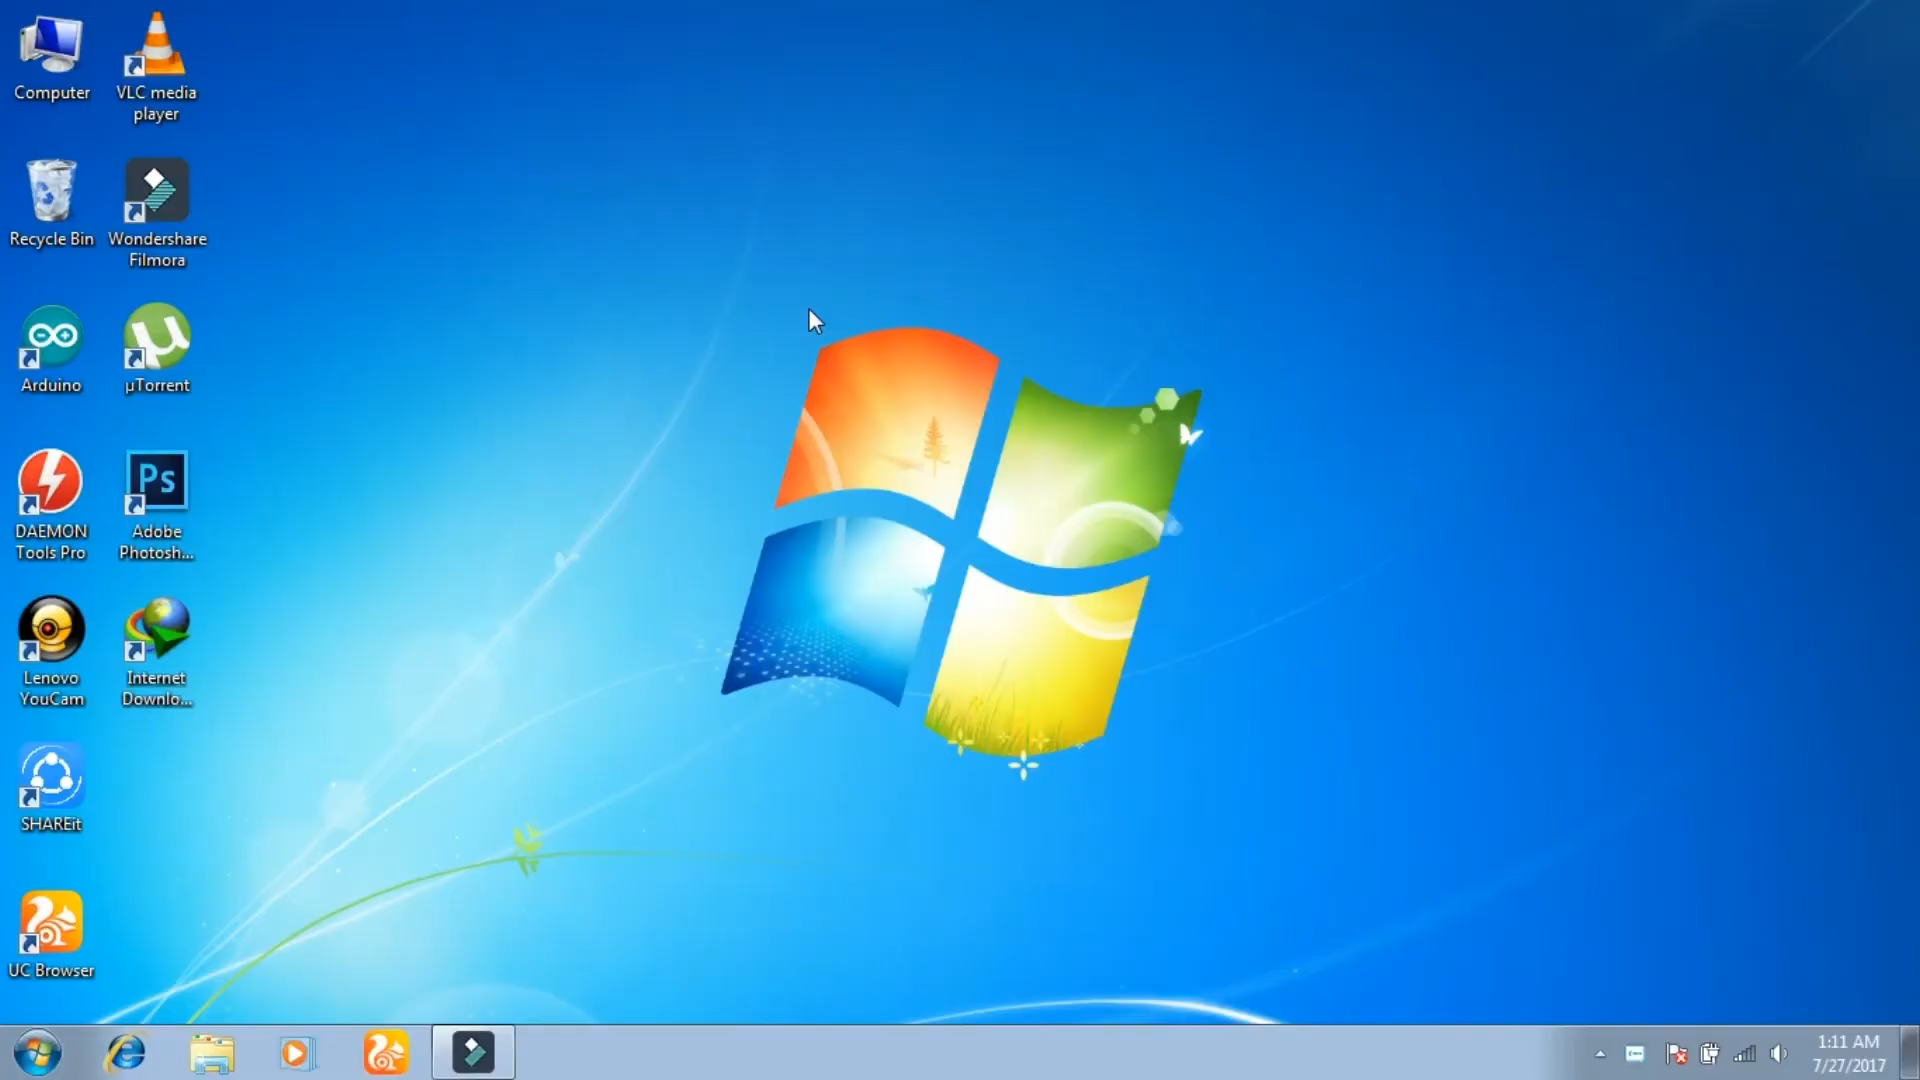 Computer
VLC media
player
Recycle Bin
Wondershare
Filmora
Arduino
µTorrent
DAEMON
Tools Pro
Ps
Adobe
Photosh...
Lenovo
YouCam
Internet
Downlo...
SHAREit
UC Browser
1:11 AM
7/27/2017